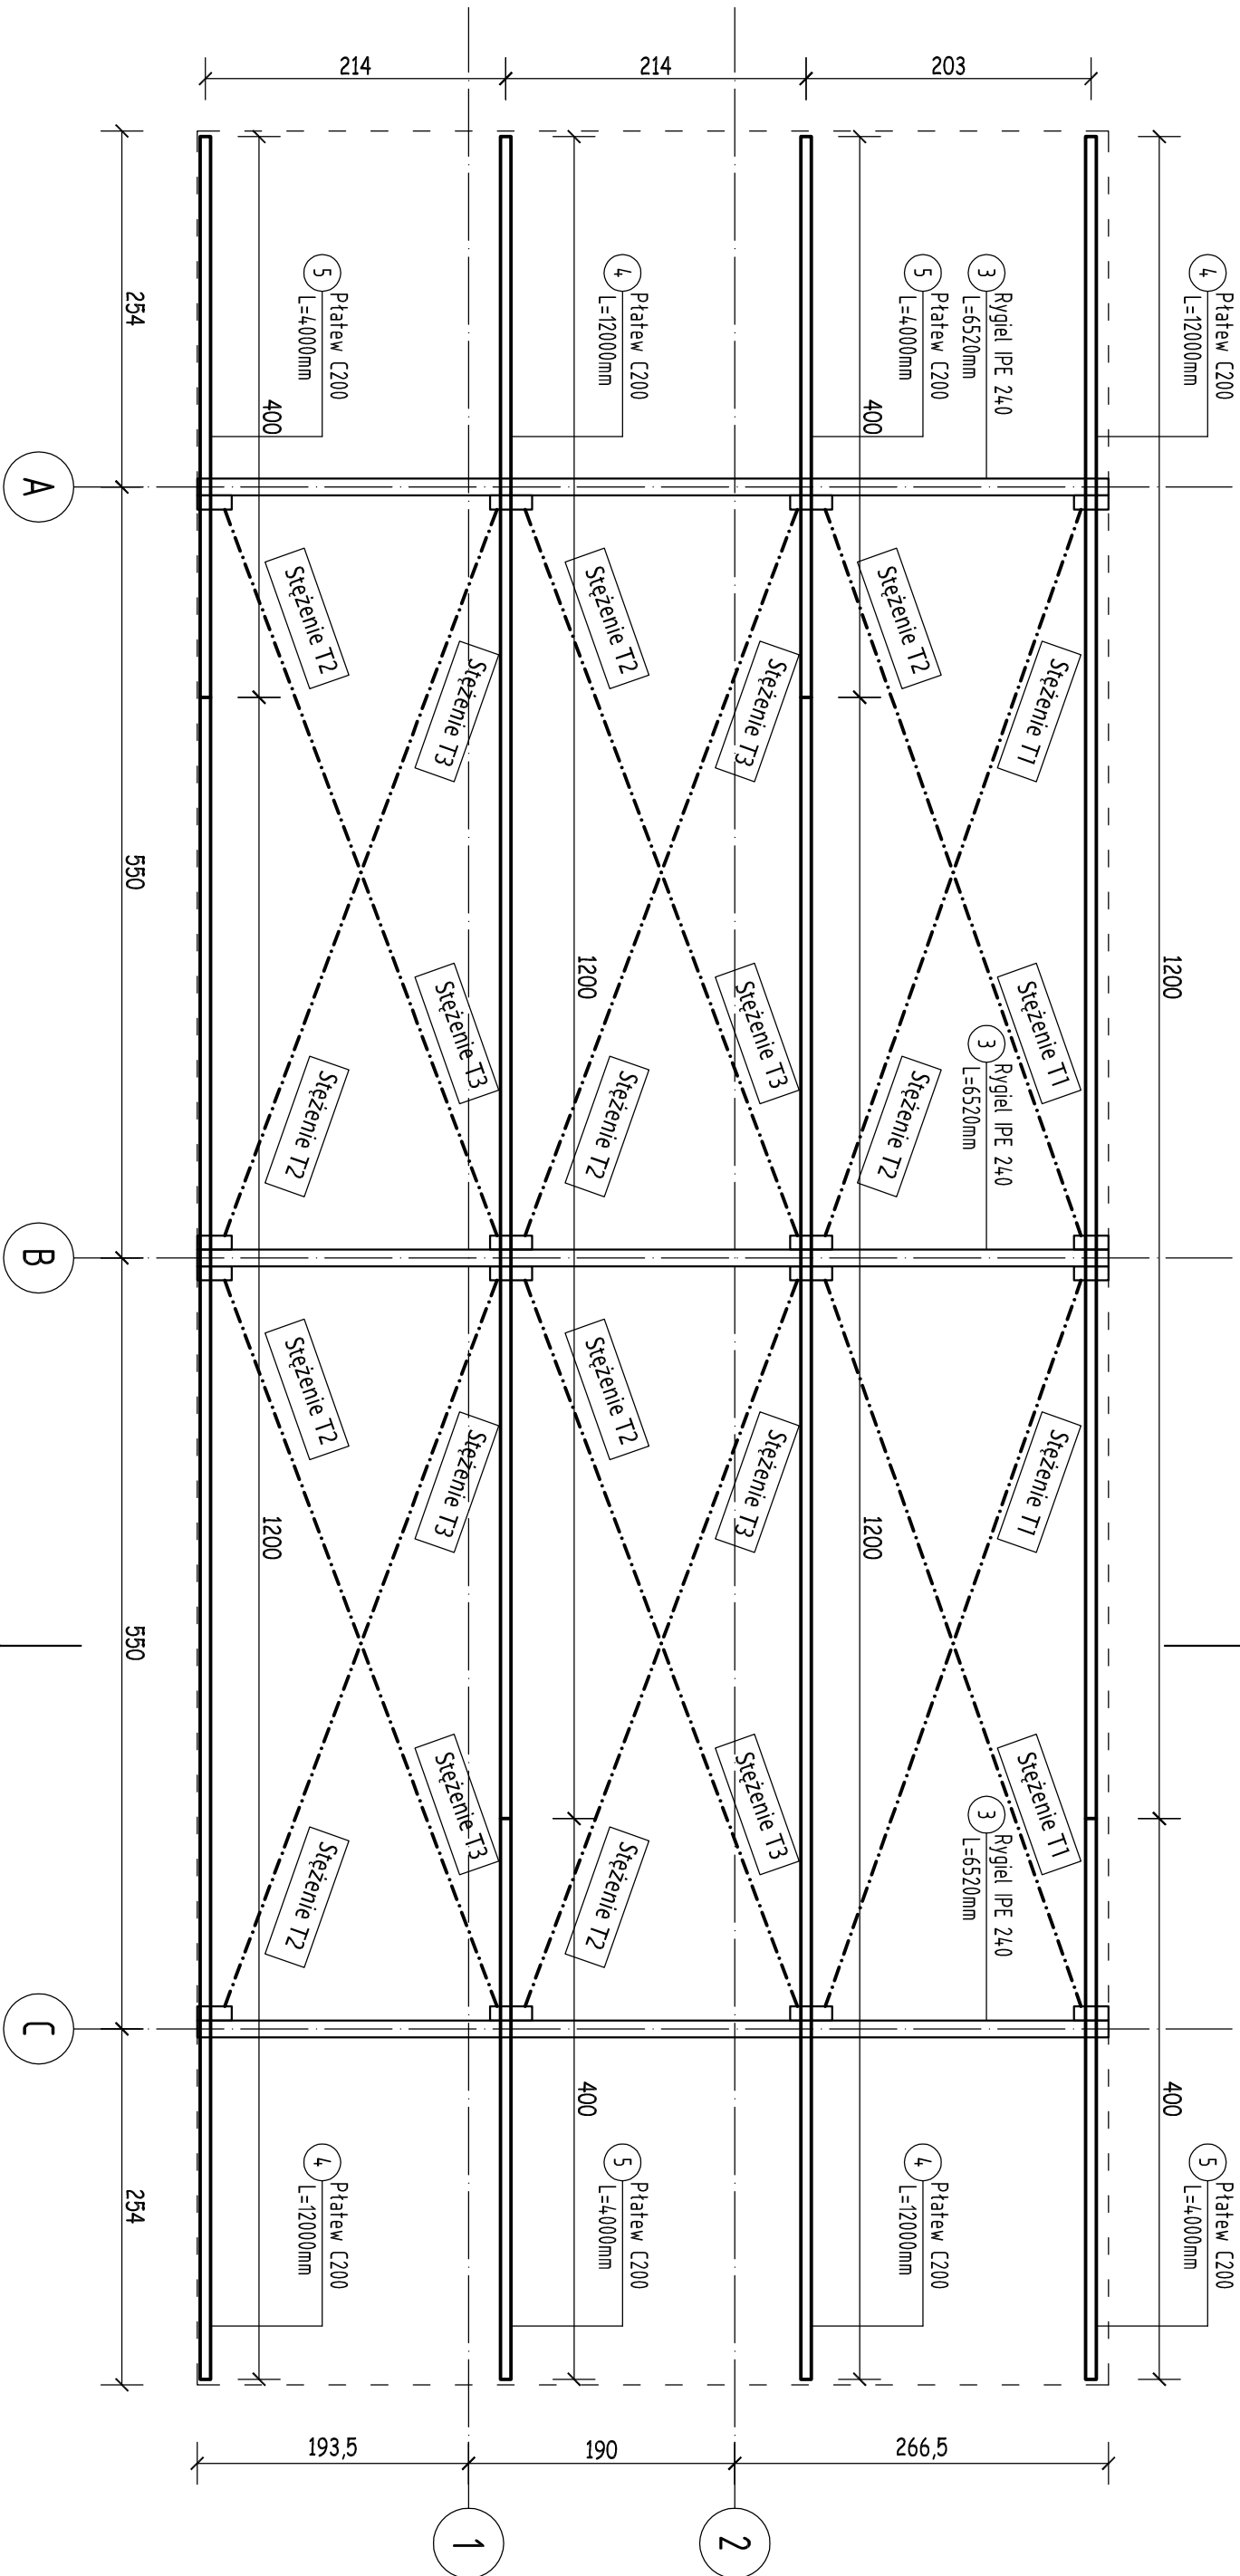 4
Płatew C200
L=12000mm
5
Płatew C200
L=4000mm
1200
400
3
Rygiel IPE 240
L=6520mm
3
Rygiel IPE 240
L=6520mm
3
Rygiel IPE 240
L=6520mm
203
Stężenie T1
Stężenie T1
Stężenie T1
Stężenie T1
266,5
5
Płatew C200
L=4000mm
4
Płatew C200
L=12000mm
Stężenie T2
Stężenie T2
400
1200
2
Stężenie T3
Stężenie T3
Stężenie T3
Stężenie T3
214
190
4
Płatew C200
L=12000mm
5
Płatew C200
L=4000mm
Stężenie T2
Stężenie T2
Stężenie T2
Stężenie T2
1200
400
1
Stężenie T3
Stężenie T3
Stężenie T3
Stężenie T3
214
193,5
5
Płatew C200
L=4000mm
4
Płatew C200
L=12000mm
Stężenie T2
Stężenie T2
Stężenie T2
Stężenie T2
400
1200
254
550
550
254
A
B
C